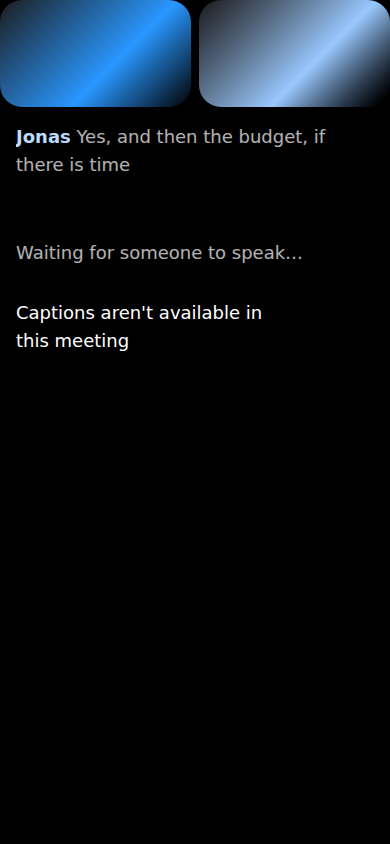 Jonas Yes, and then the budget, if
there is time
Waiting for someone to speak…
Captions aren't available in
this meeting